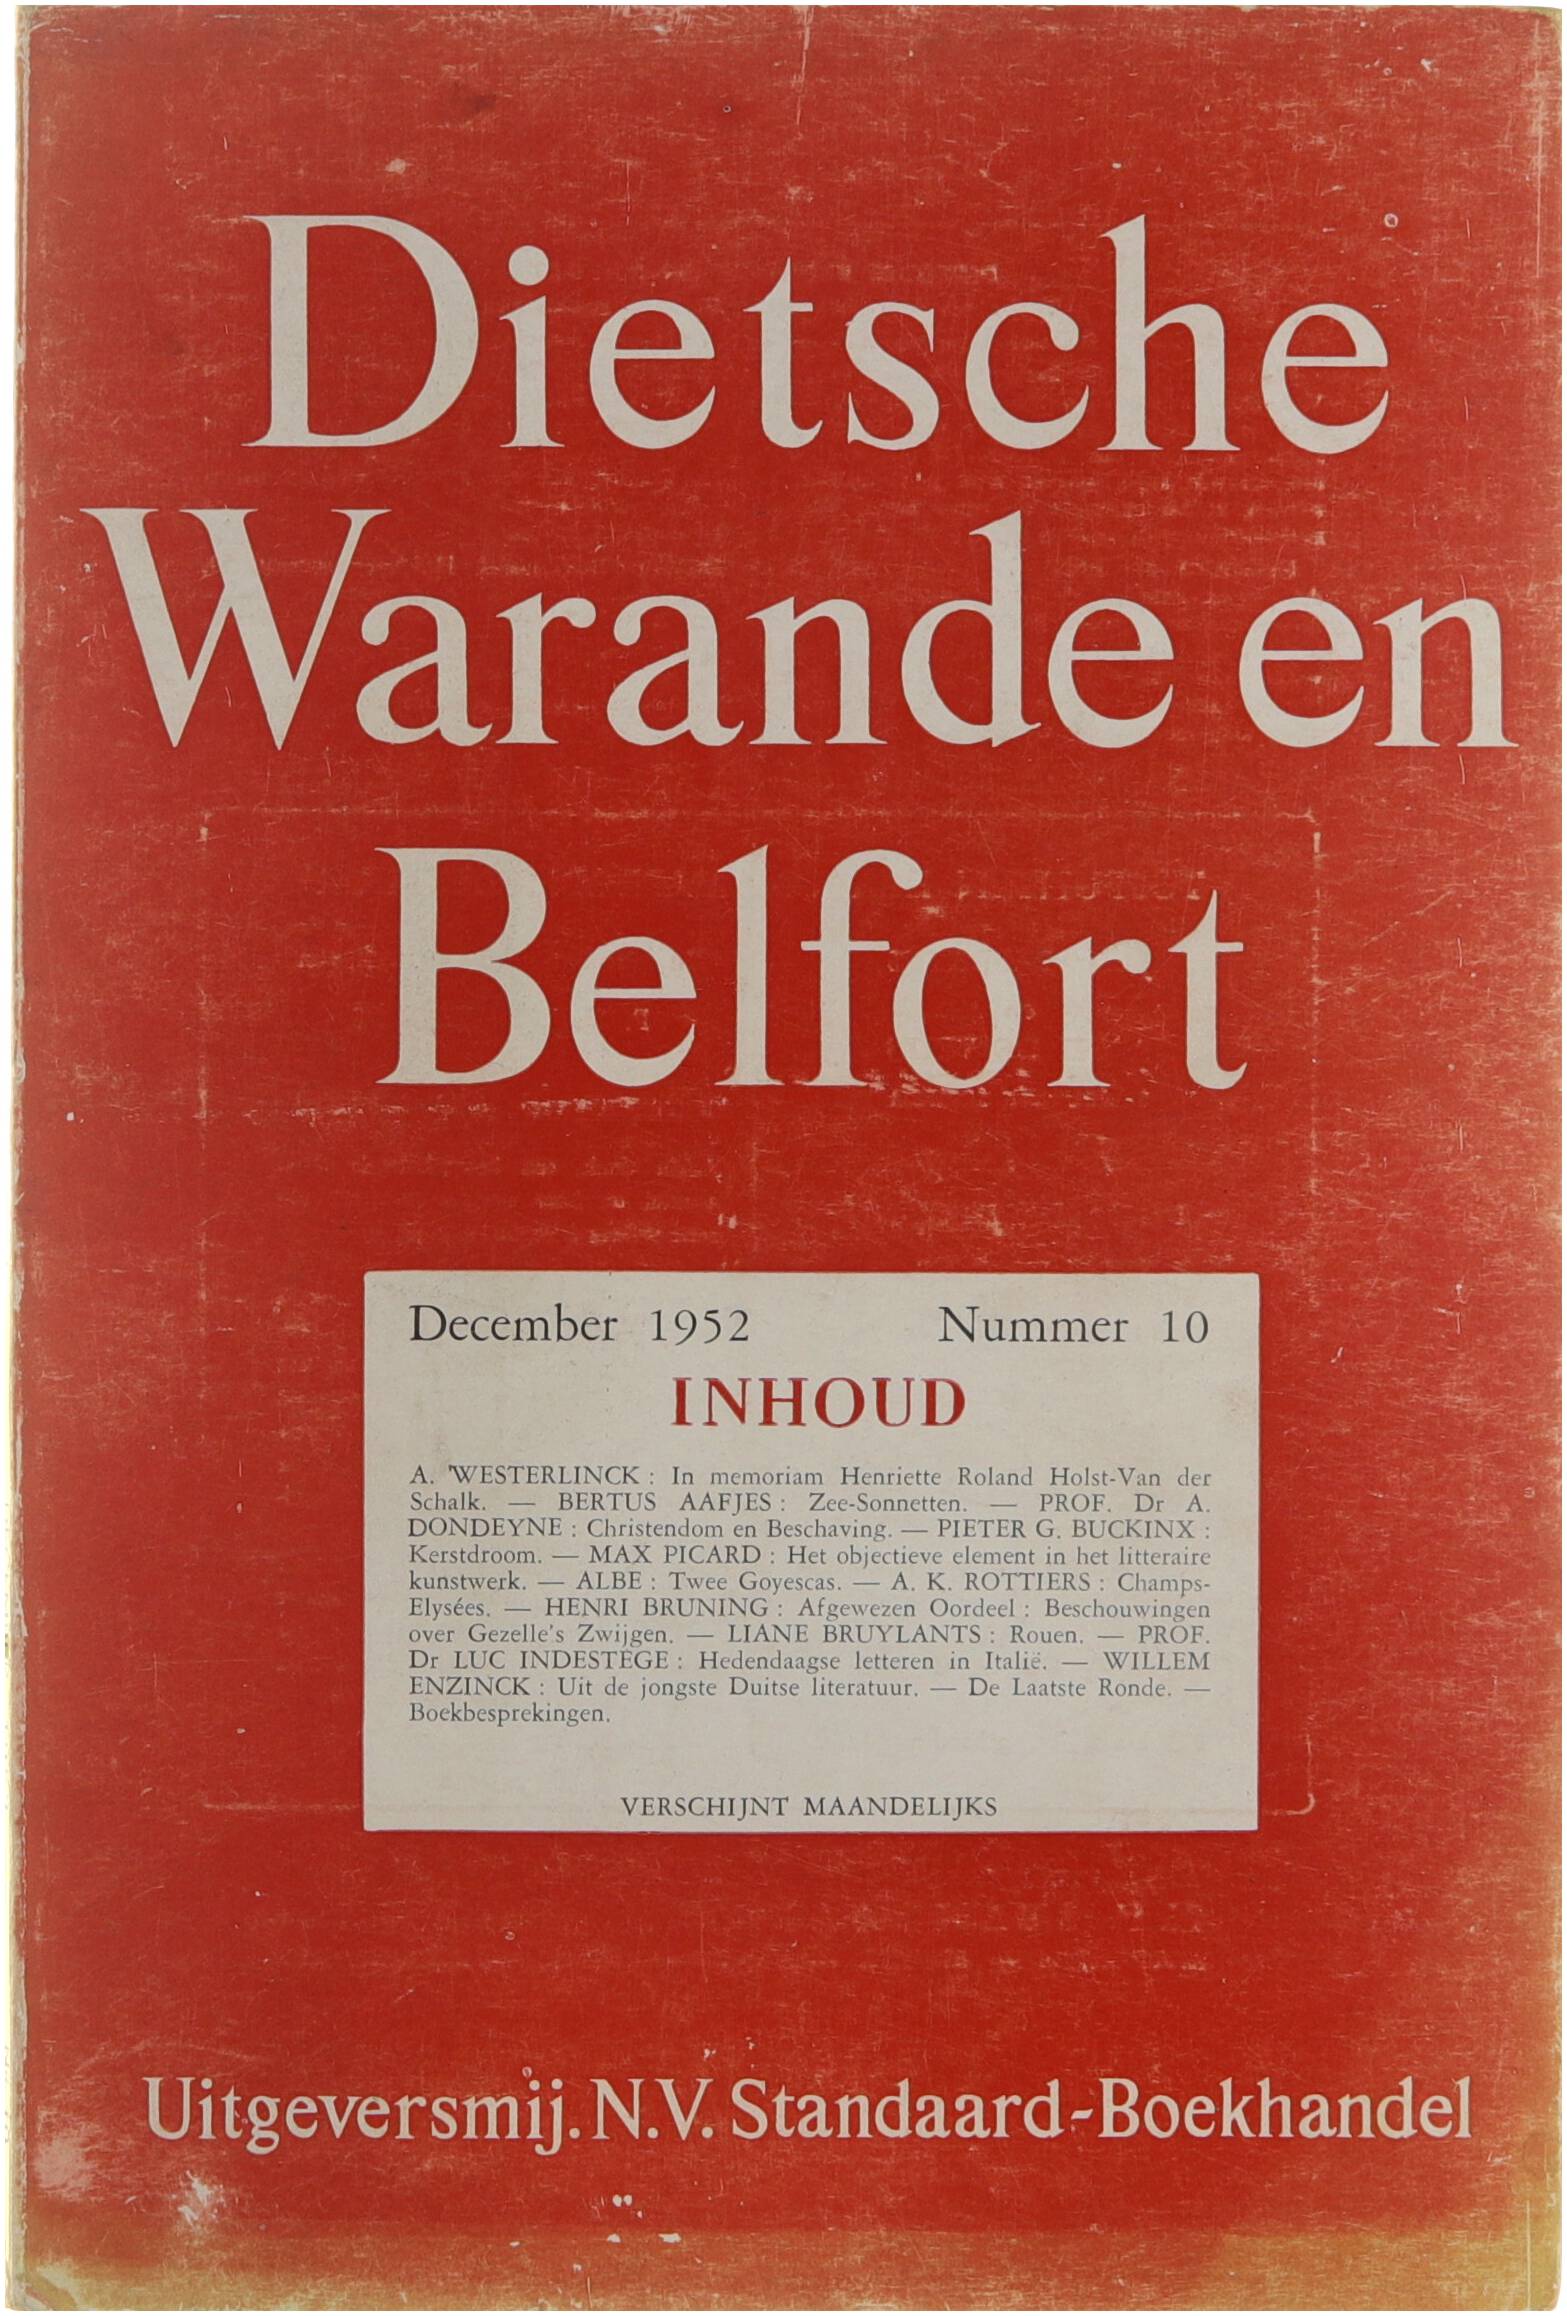 Dietsche
Warande en
Belfort
December 1952 Nummer 10
INHOUD
A. WESTERLINCK : In memoriam Henriette Roland Holst-Van der
Schalk. — BERTUS AAFJES : Zee-Sonnetten. — PROF. Dr A.
DONDEYNE : Christendom en Beschaving. — PIETER G. BUCKINX :
Kerstdroom. — MAX PICARD : Het objectieve element in het litteraire
kunstwerk. — ALBE : Twee Goyescas. — A. K. ROTTIERS : Champs-
Elysées. — HENRI BRUNING : Afgewezen Oordeel : Beschouwingen
over Gezelle's Zwijgen. — LIANE BRUYLANTS : Rouen. — PROF.
Dr LUC INDESTEGE : Hedendaagse letteren in Italië. — WILLEM
ENZINCK : Uit de jongste Duitse literatuur. — De Laatste Ronde. —
Boekbesprekingen.
VERSCHIJNT MAANDELIJKS
Uitgeversmij. N.V. Standaard-Boekhandel